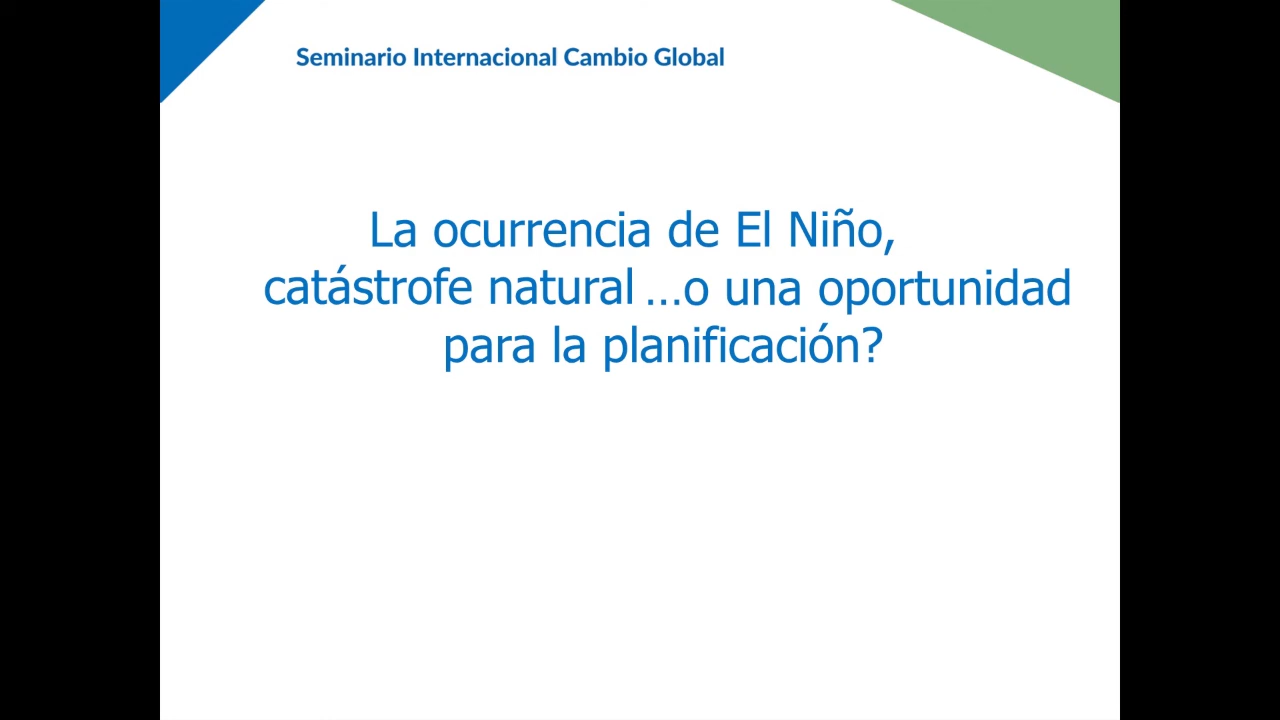 Seminario Internacional Cambio Global
La ocurrencia de El Niño,
catástrofe natural ...o una oportunidad
para la planificación?